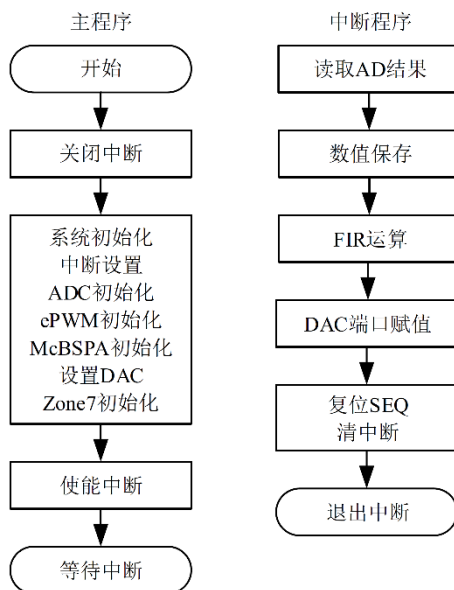 主程序
开始
关闭中断
系统初始化
中断设置
ADC初始化
ePWM初始化
McBSPA初始化
设置DAC
Zone7初始化
使能中断
等待中断
中断程序
读取AD结果
数值保存
FIR运算
DAC端口赋值
复位SEQ
清中断
退出中断